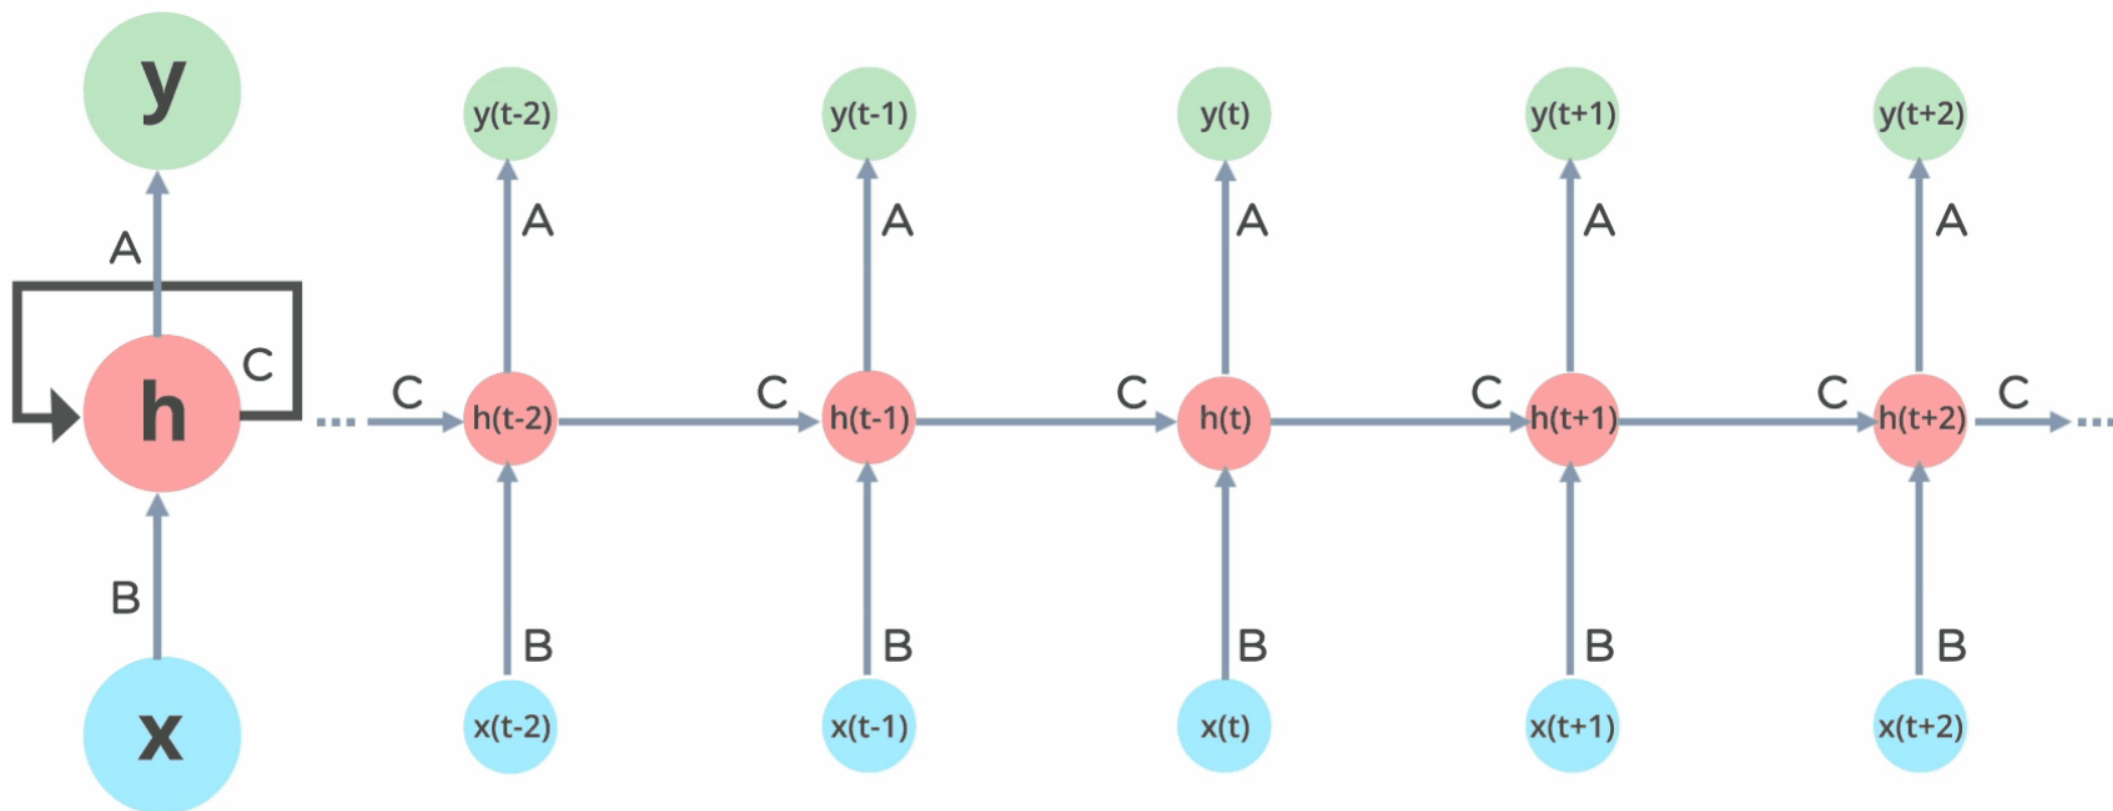 y
y(t-2) y(t-1) y(t) y(t+1) y(t+2)
A A A A A
A
C
C C C C C C
h
h(t-2) h(t-1) h(t) h(t+1) h(t+2)
B
B B B B B
x
x(t-2) x(t-1) x(t) x(t+1) x(t+2)